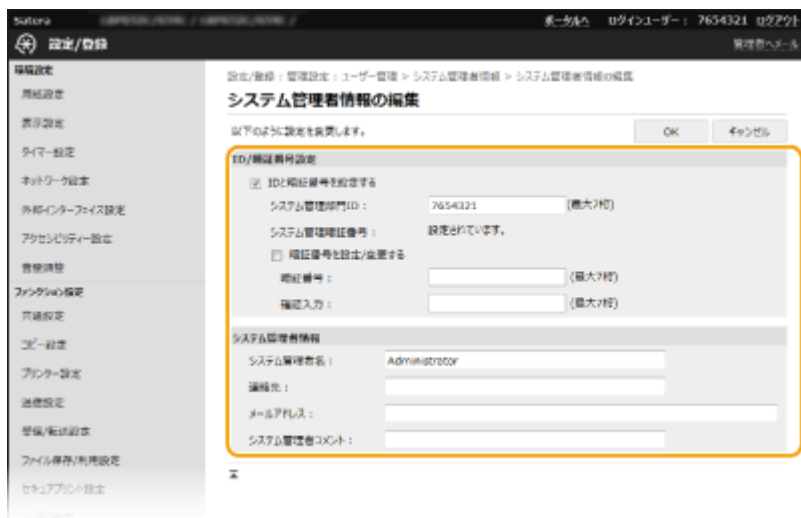 Satera
ポータルへ ログインユーザー： 7654321 ログアウト
設定/登録
管理者へメール
環境設定
用紙設定
表示設定
タイマー設定
ネットワーク設定
外部インターフェイス設定
アクセシビリティー設定
音量調整
ファンクション設定
共通設定
コピー設定
プリンター設定
送信設定
受信/転送設定
ファイル保存/利用設定
セキュアプリント設定
設定/登録：管理設定：ユーザー管理 > システム管理者情報 > システム管理者情報の編集
システム管理者情報の編集
以下のように設定を変更します。
OK
キャンセル
ID/暗証番号設定
IDと暗証番号を設定する
システム管理部門ID： 7654321 (最大7桁)
システム管理暗証番号： 設定されています。
暗証番号を設定/変更する
暗証番号： (最大7桁)
確認入力： (最大7桁)
システム管理者情報
システム管理者名： Administrator
連絡先：
メールアドレス：
システム管理者コメント：